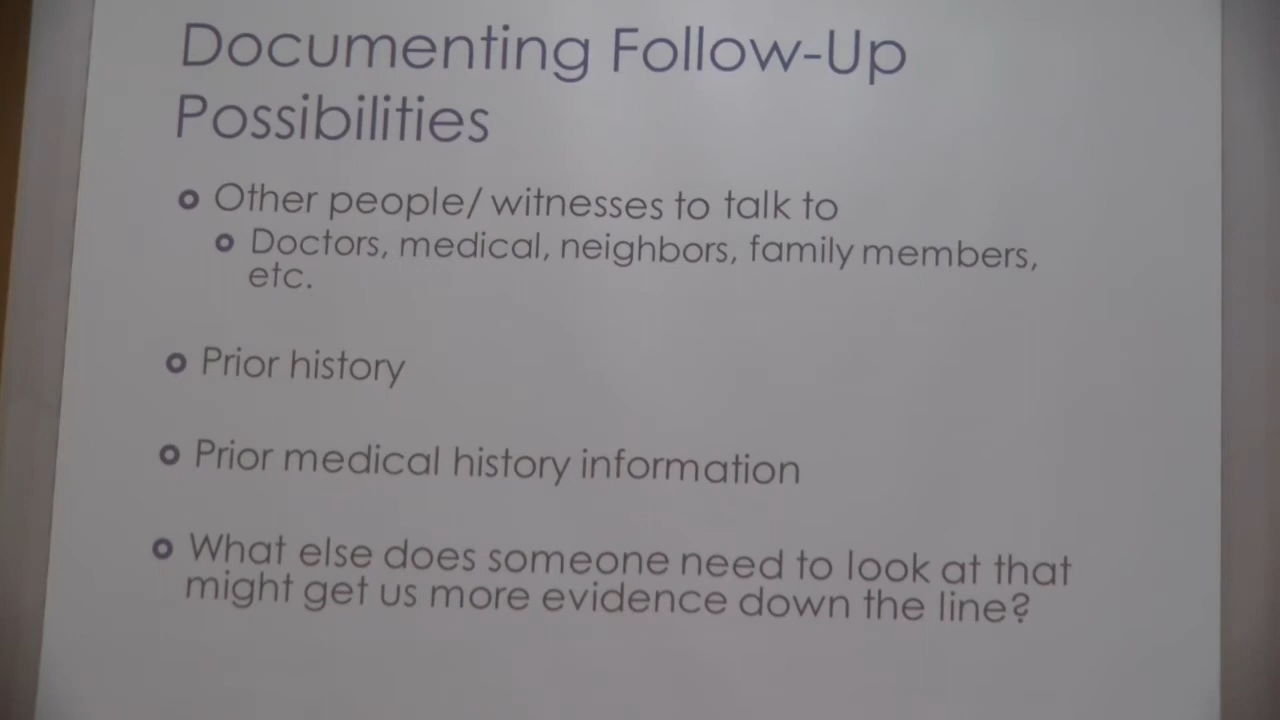 Documenting Follow-Up
Possibilities
Other people/ witnesses to talk to
Doctors, medical, neighbors, family members,
etc.
Prior history
Prior medical history information
What else does someone need to look at that
might get us more evidence down the line?